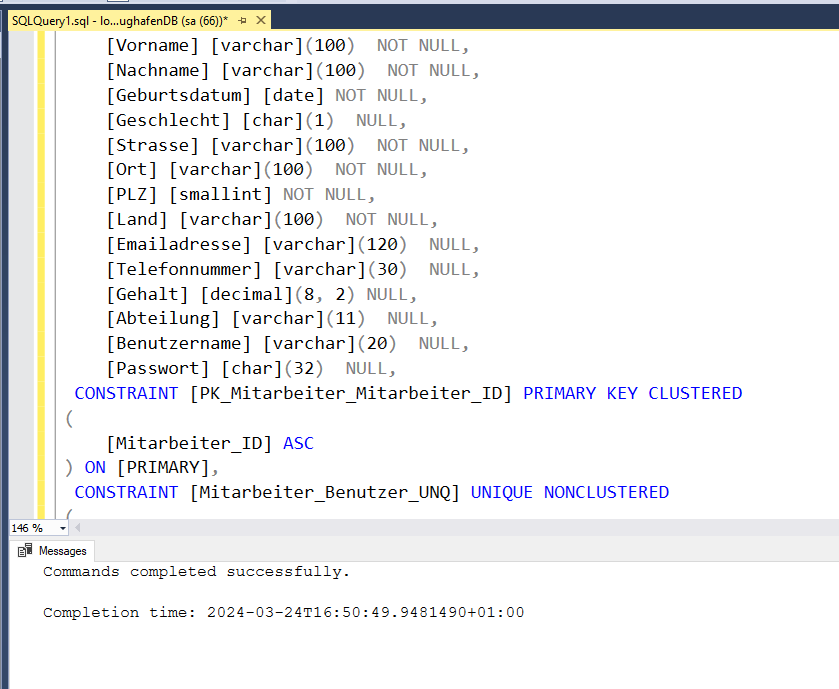 SQLQuery1.sql - lo...ughafenDB (sa (66))*
[Vorname] [varchar](100) NOT NULL,
[Nachname] [varchar](100) NOT NULL,
[Geburtsdatum] [date] NOT NULL,
[Geschlecht] [char](1) NULL,
[Strasse] [varchar](100) NOT NULL,
[Ort] [varchar](100) NOT NULL,
[PLZ] [smallint] NOT NULL,
[Land] [varchar](100) NOT NULL,
[Emailadresse] [varchar](120) NULL,
[Telefonnummer] [varchar](30) NULL,
[Gehalt] [decimal](8, 2) NULL,
[Abteilung] [varchar](11) NULL,
[Benutzername] [varchar](20) NULL,
[Passwort] [char](32) NULL,
CONSTRAINT [PK_Mitarbeiter_Mitarbeiter_ID] PRIMARY KEY CLUSTERED
(
[Mitarbeiter_ID] ASC
) ON [PRIMARY],
CONSTRAINT [Mitarbeiter_Benutzer_UNQ] UNIQUE NONCLUSTERED
(
146 %
Messages
Commands completed successfully.
Completion time: 2024-03-24T16:50:49.9481490+01:00